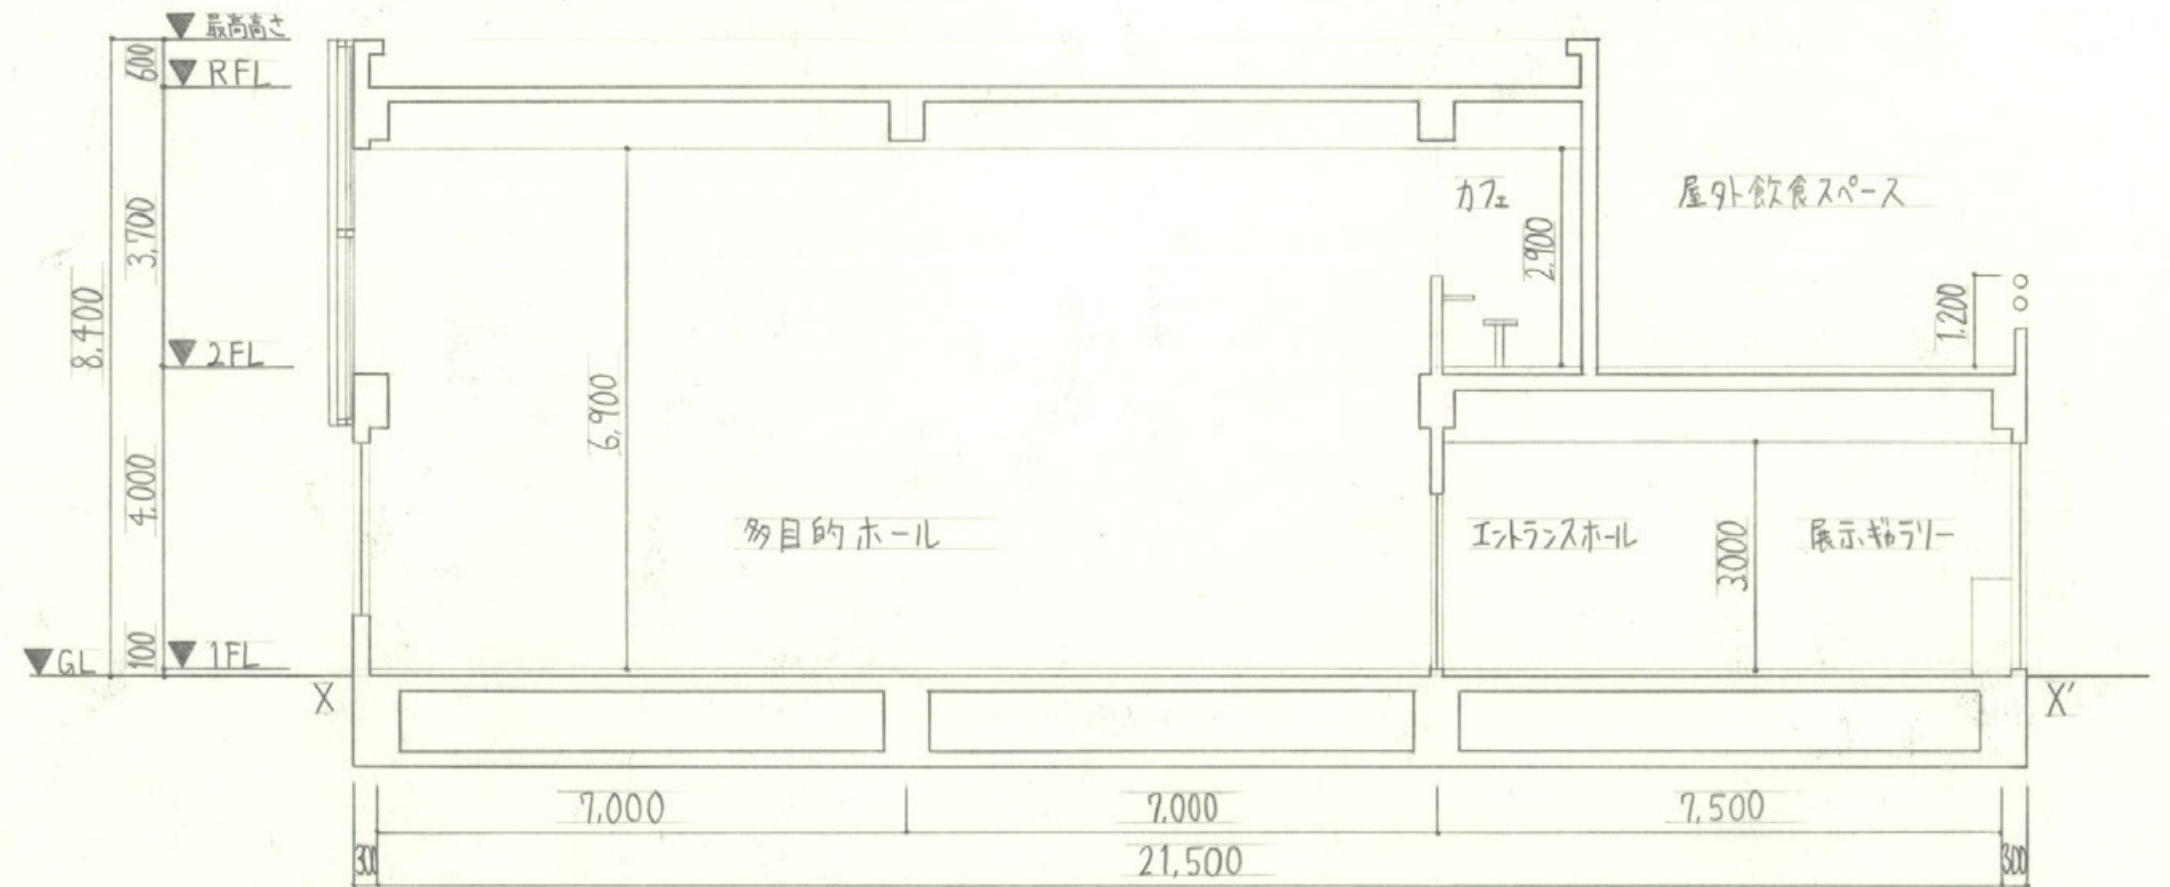 ▼最高高さ
600
▼RFL
3,700
8,400
▼2FL
4.000
100
▼1FL
▼GL
6,900
多目的ホール
カフェ
2.900
屋外飲食スペース
1.200
エントランスホール
3.000
展示ギャラリー
X
X'
7,000
7,000
7,500
300
21,500
300